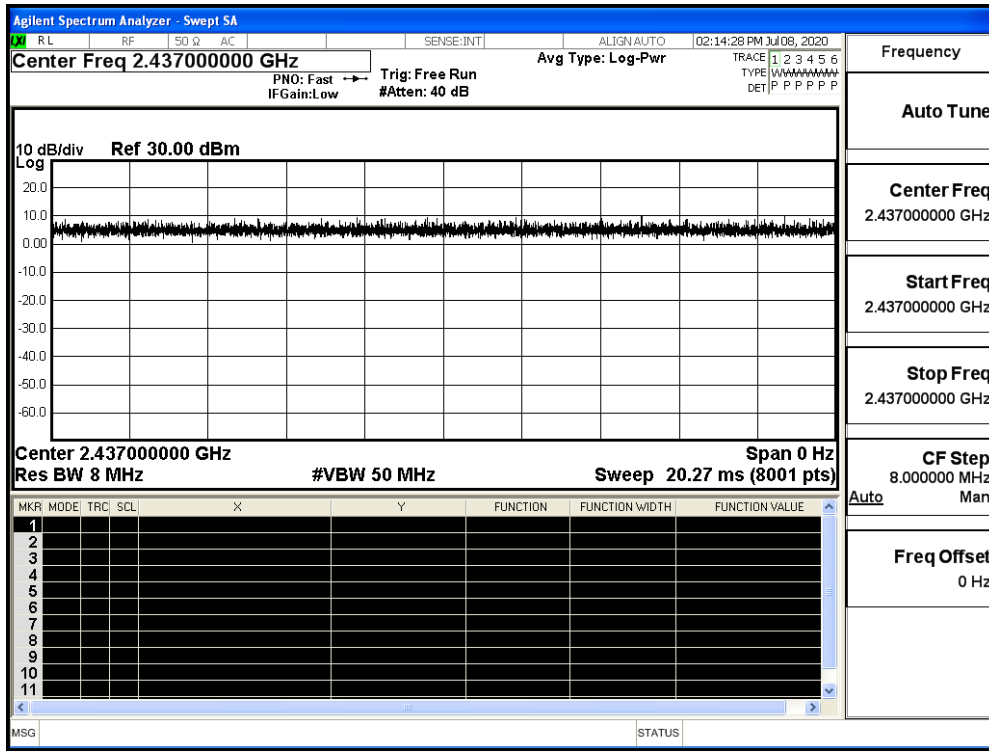 Agilent Spectrum Analyzer - Swept SA
LXI RL RF 50 Ω AC SENSE:INT ALIGN AUTO 02:14:28 PM Jul 08, 2020
Center Freq 2.437000000 GHz
PNO: Fast
IFGain:Low
Trig: Free Run
#Atten: 40 dB
Avg Type: Log-Pwr
TRACE 1 2 3 4 5 6
TYPE WWWWWW
DET P P P P P P
10 dB/div Ref 30.00 dBm
Log
20.0
10.0
0.00
-10.0
-20.0
-30.0
-40.0
-50.0
-60.0
Center 2.437000000 GHz Span 0 Hz
Res BW 8 MHz #VBW 50 MHz Sweep 20.27 ms (8001 pts)
MKR MODE TRC SCL X Y FUNCTION FUNCTION WIDTH FUNCTION VALUE
1
2
3
4
5
6
7
8
9
10
11
MSG STATUS
Frequency
Auto Tune
Center Freq
2.437000000 GHz
Start Freq
2.437000000 GHz
Stop Freq
2.437000000 GHz
CF Step
8.000000 MHz
Auto Man
Freq Offset
0 Hz